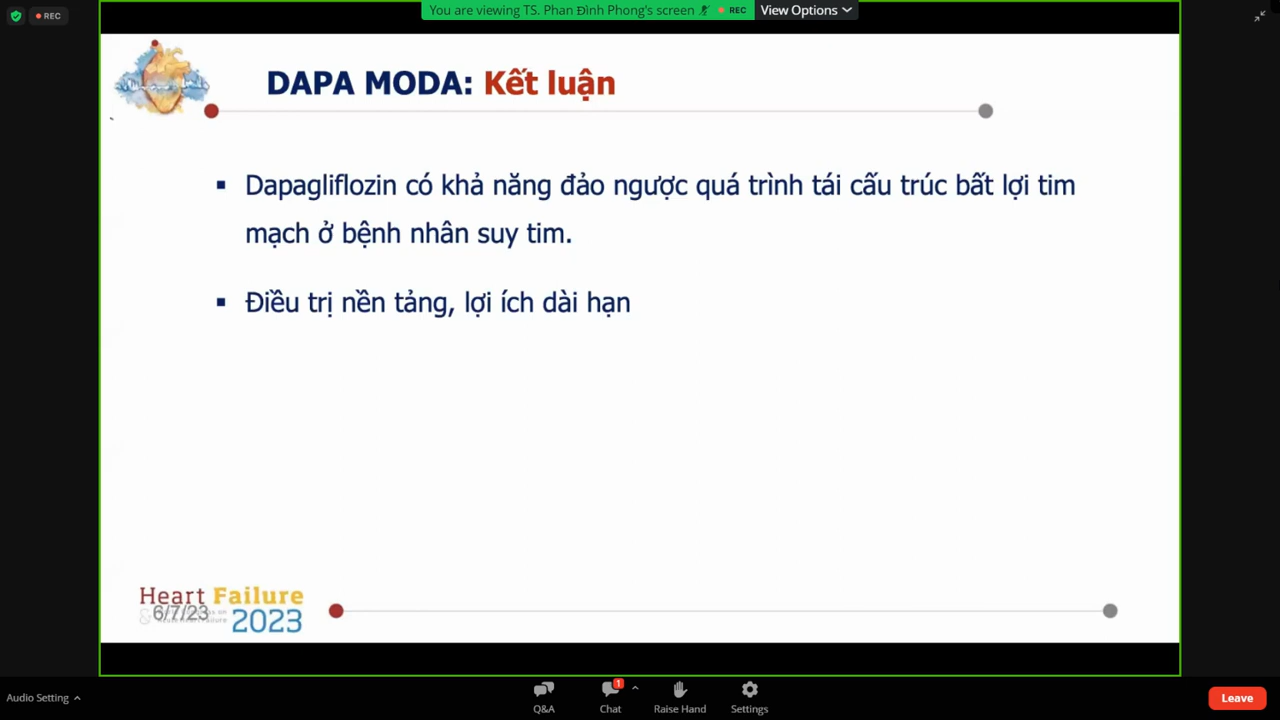 You are viewing TS. Phan Đình Phong's screen REC View Options
REC
DAPA MODA: Kết luận
▪ Dapagliflozin có khả năng đảo ngược quá trình tái cấu trúc bất lợi tim
mạch ở bệnh nhân suy tim.
▪ Điều trị nền tảng, lợi ích dài hạn
Heart Failure
6/7/23
2023
Audio Setting
1
Q&A
Chat
Raise Hand
Settings
Leave